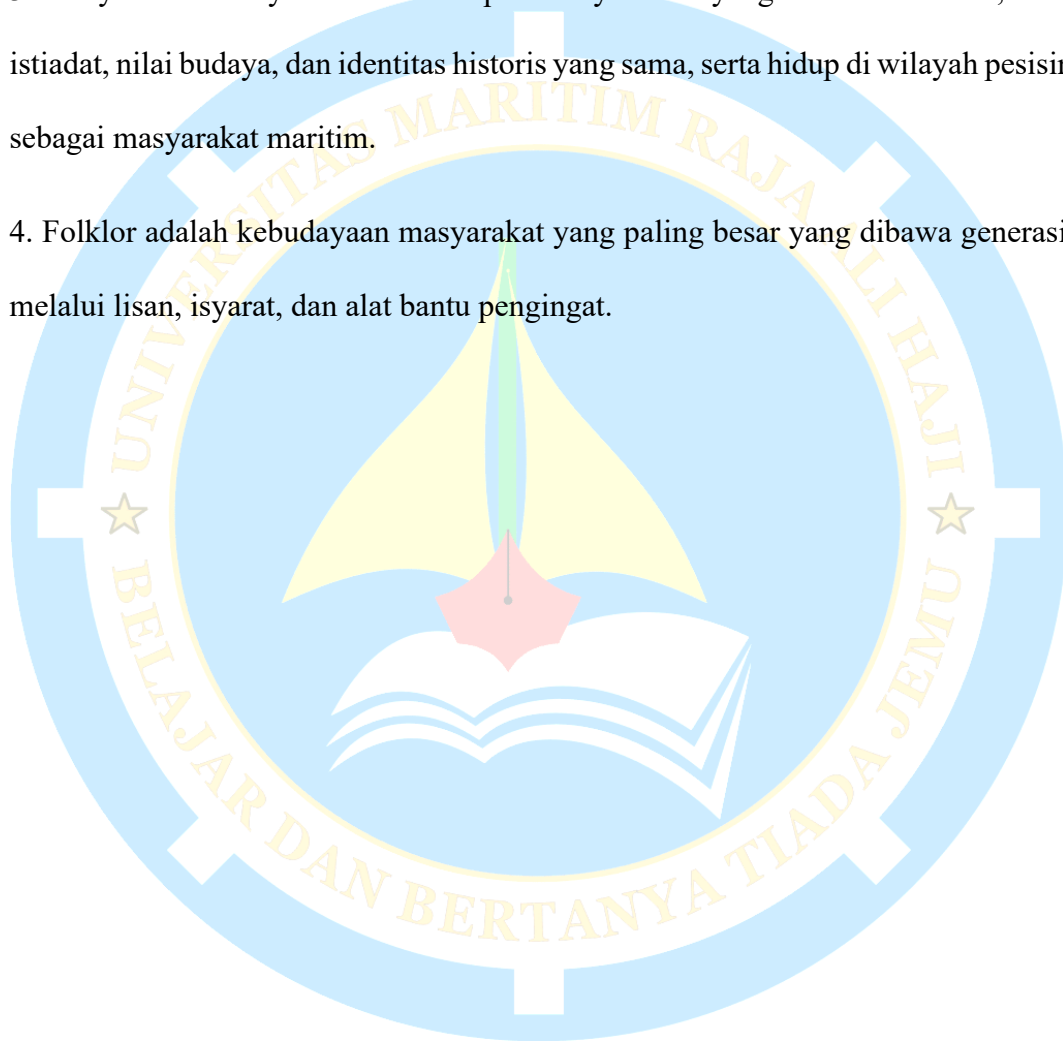 istiadat, nilai budaya, dan identitas historis yang sama, serta hidup di wilayah pesisir
sebagai masyarakat maritim.
4. Folklor adalah kebudayaan masyarakat yang paling besar yang dibawa generasi
melalui lisan, isyarat, dan alat bantu pengingat.
UNIVERSITAS MARITIM RAJA ALI HAJI
BELAJAR DAN BERTANYA TIADA JEMU